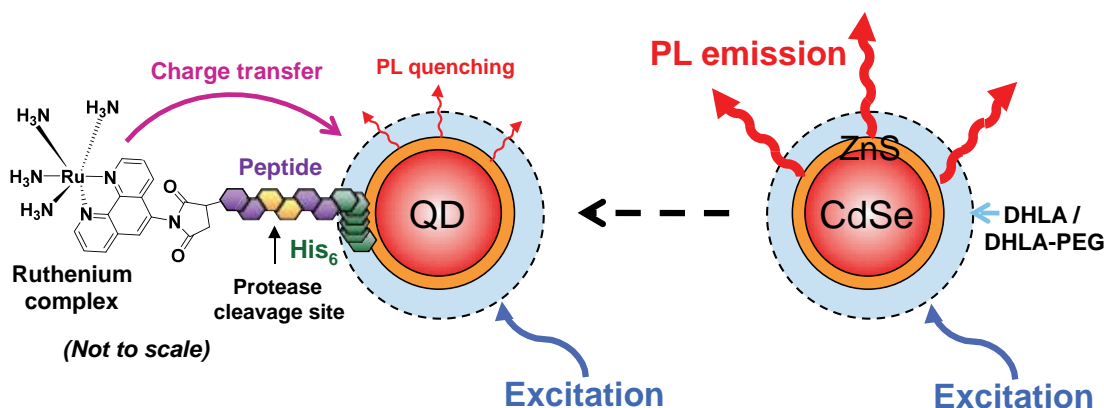 Charge transfer
PL quenching
PL emission
H₃N
H₃N
H₃N
H₃N
Ru
N
N
N
O
O
Peptide
His₆
QD
ZnS
CdSe
DHLA /
DHLA-PEG
Ruthenium
complex
Protease
cleavage site
(Not to scale)
Excitation
Excitation